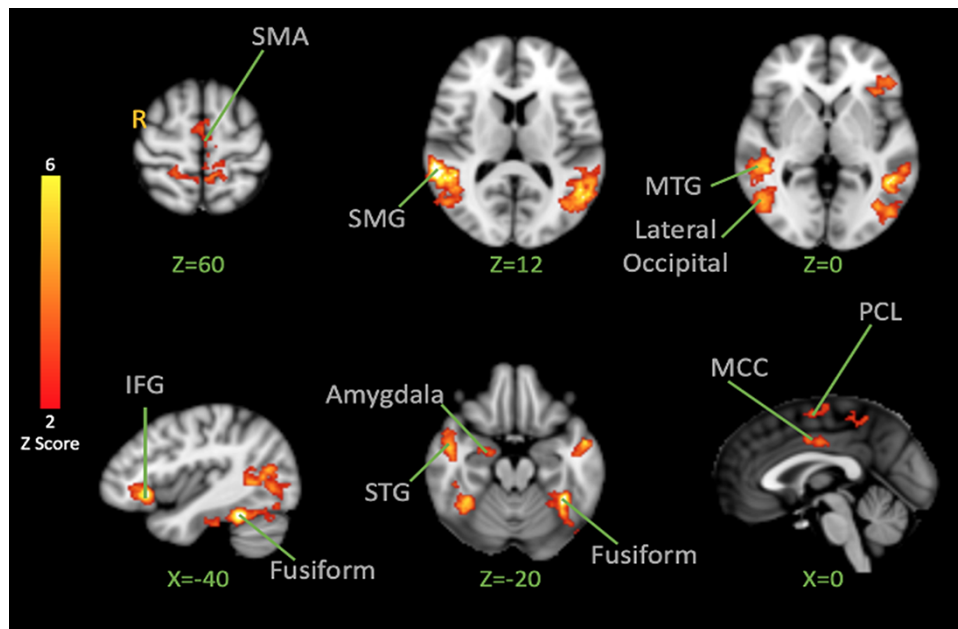 SMA
R
6
SMG
MTG
Lateral
Occipital
Z=60
Z=12
Z=0
2
Z Score
IFG
Amygdala
STG
Fusiform
Fusiform
MCC
PCL
X=-40
Z=-20
X=0